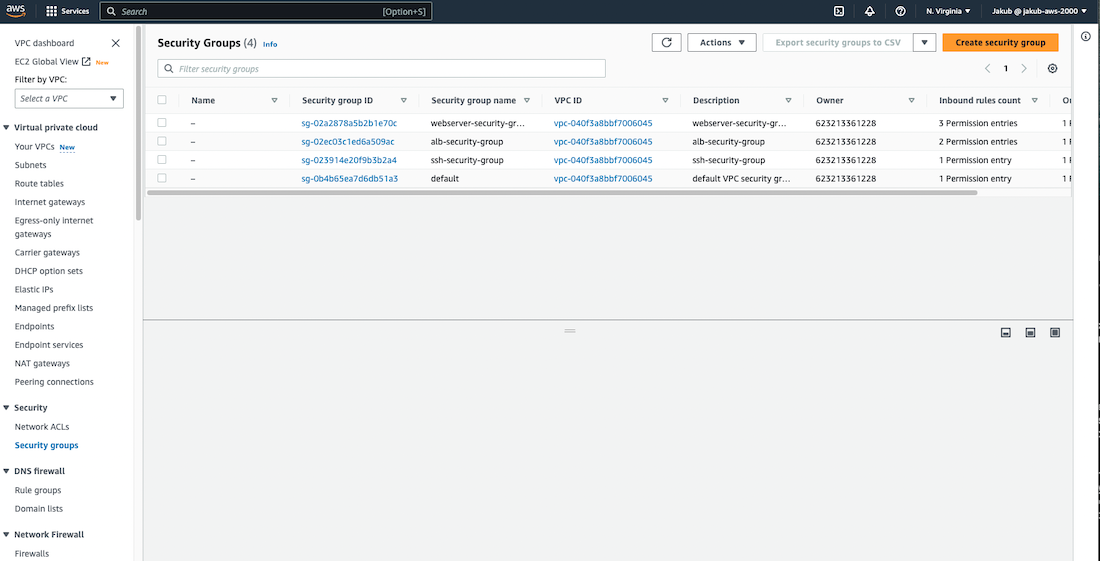 aws Services Search [Option+S] N. Virginia Jakub @ jakub-aws-2000
VPC dashboard
EC2 Global View New
Filter by VPC:
Select a VPC
Virtual private cloud
Your VPCs New
Subnets
Route tables
Internet gateways
Egress-only internet
gateways
Carrier gateways
DHCP option sets
Elastic IPs
Managed prefix lists
Endpoints
Endpoint services
NAT gateways
Peering connections
Security
Network ACLs
Security groups
DNS firewall
Rule groups
Domain lists
Network Firewall
Firewalls
Security Groups (4) Info
Actions Export security groups to CSV Create security group
Filter security groups
1
Name Security group ID Security group name VPC ID Description Owner Inbound rules count
– sg-02a2878a5b2b1e70c webserver-security-gr... vpc-040f3a8bbf7006045 webserver-security-gr... 623213361228 3 Permission entries
– sg-02ec03c1ed6a509ac alb-security-group vpc-040f3a8bbf7006045 alb-security-group 623213361228 2 Permission entries
– sg-023914e20f9b3b2a4 ssh-security-group vpc-040f3a8bbf7006045 ssh-security-group 623213361228 1 Permission entry
– sg-0b4b65ea7d6db51a3 default vpc-040f3a8bbf7006045 default VPC security gr... 623213361228 1 Permission entry